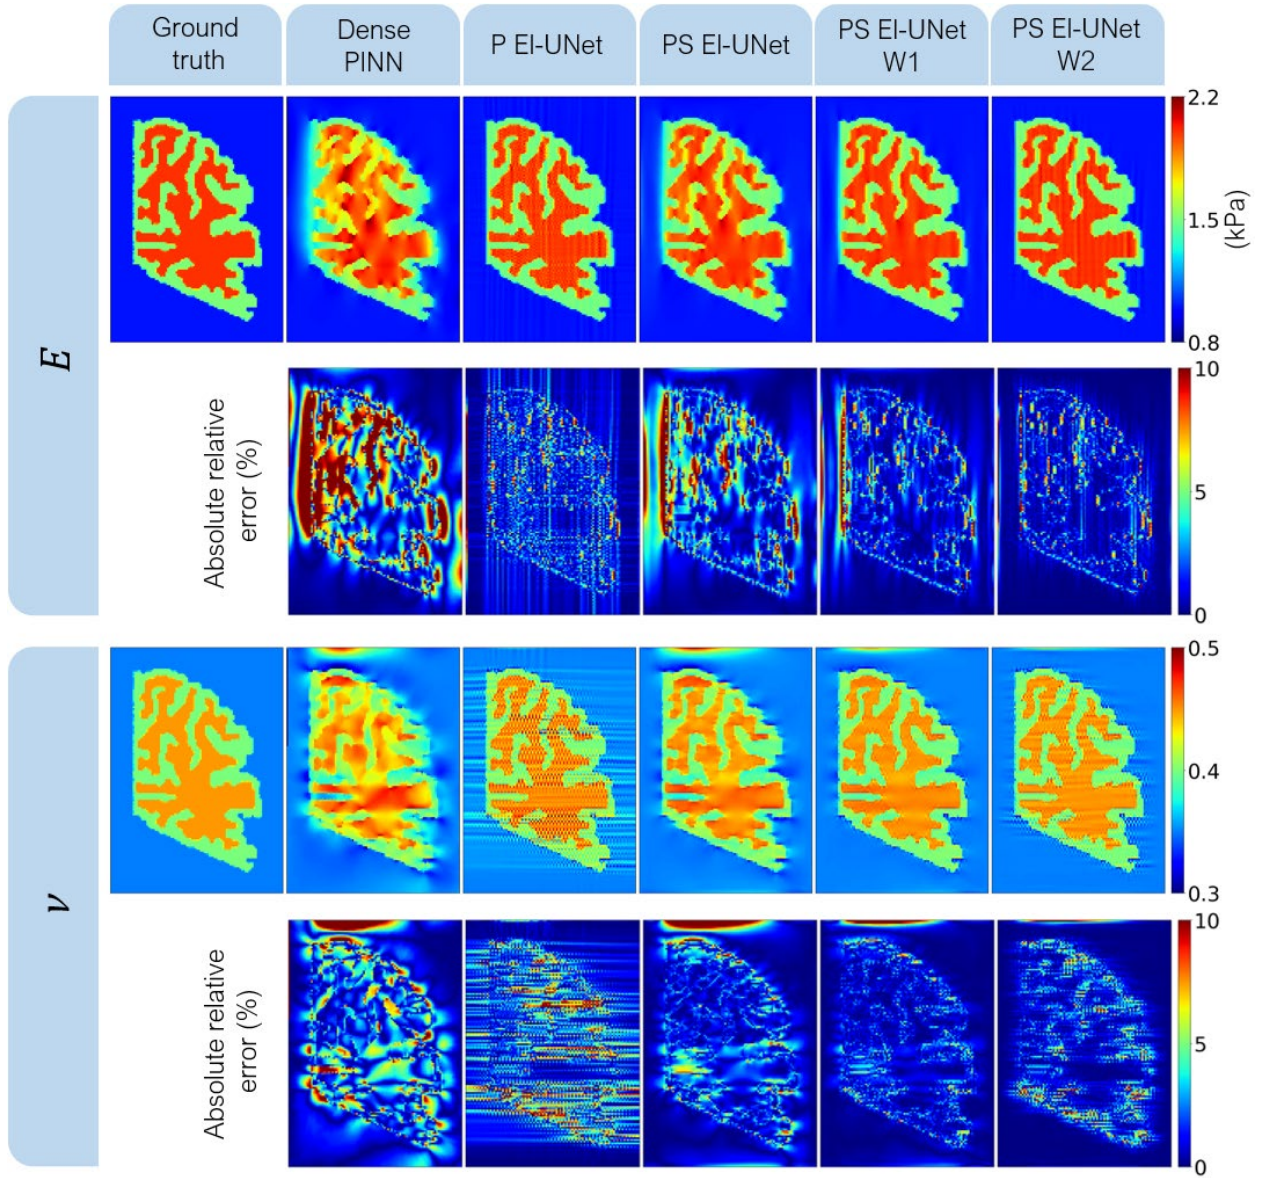 Ground
truth
Dense
PINN
P El-UNet
PS El-UNet
PS El-UNet
W1
PS El-UNet
W2
E
2.2
1.5
0.8
(kPa)
Absolute relative
error (%)
10
5
0
ν
0.5
0.4
0.3
Absolute relative
error (%)
10
5
0